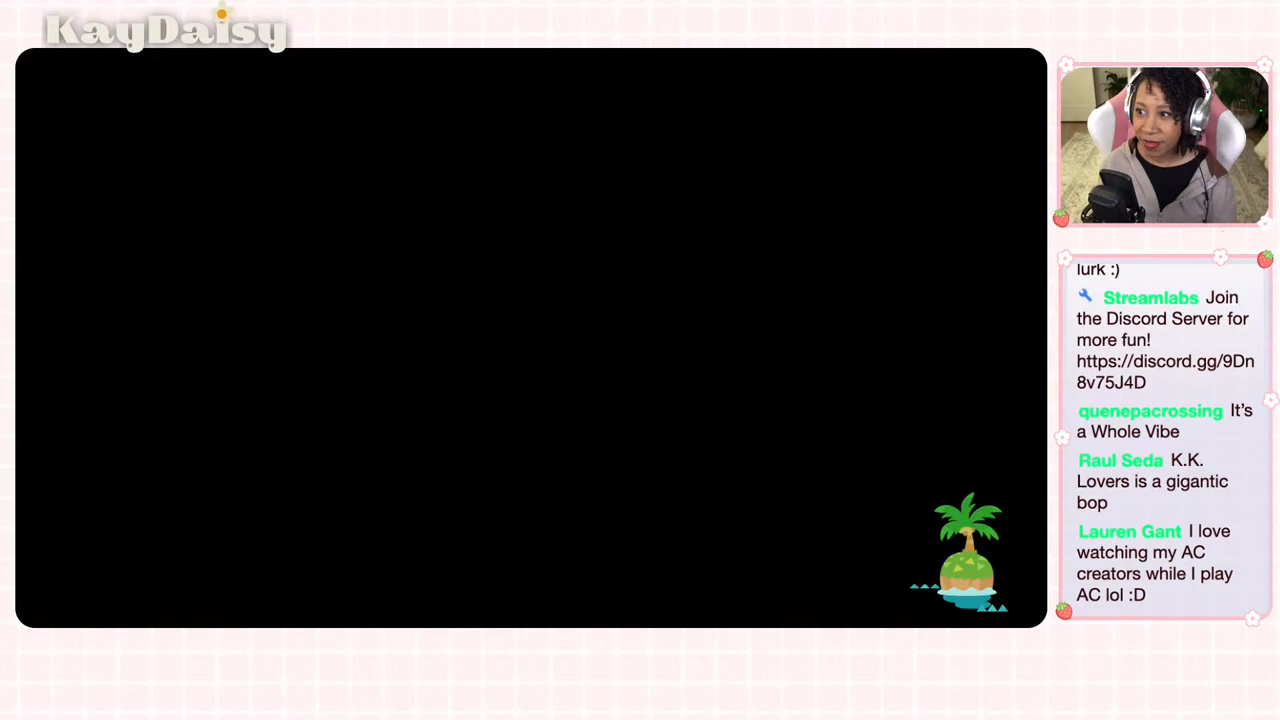 KayDaisy
lurk :)
Streamlabs Join
the Discord Server for
more fun!
https://discord.gg/9Dn
8v75J4D
quenepacrossing It’s
a Whole Vibe
Raul Seda K.K.
Lovers is a gigantic
bop
Lauren Gant I love
watching my AC
creators while I play
AC lol :D